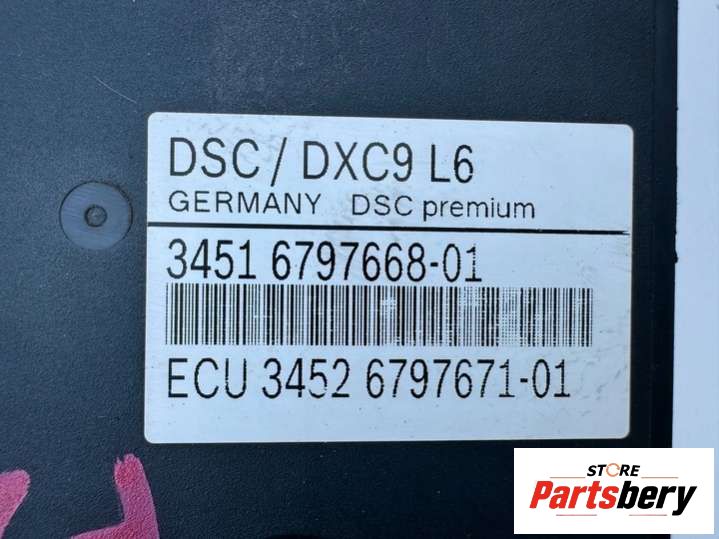 DSC / DXC9 L6
GERMANY DSC premium
3451 6797668-01
ECU 3452 6797671-01
STORE
Partsbery